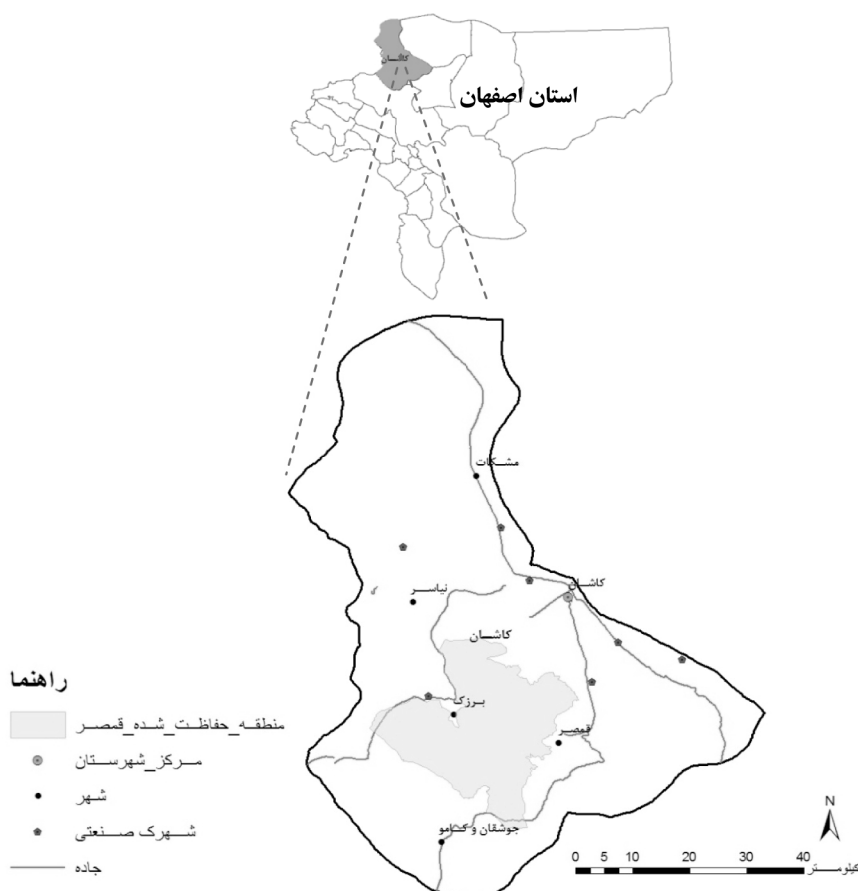 کاشان
استان اصفهان
مشکات
کاشان
نیاسر
کاشان
برزک
قمصر
جوشقان و کامو
راهنما
منطقه_حفاظت_شده_قمصر
مرکز_شهرستان
شهر
شهرک صنعتی
جاده
N
0 5 10 20 30 40
کیلومتر